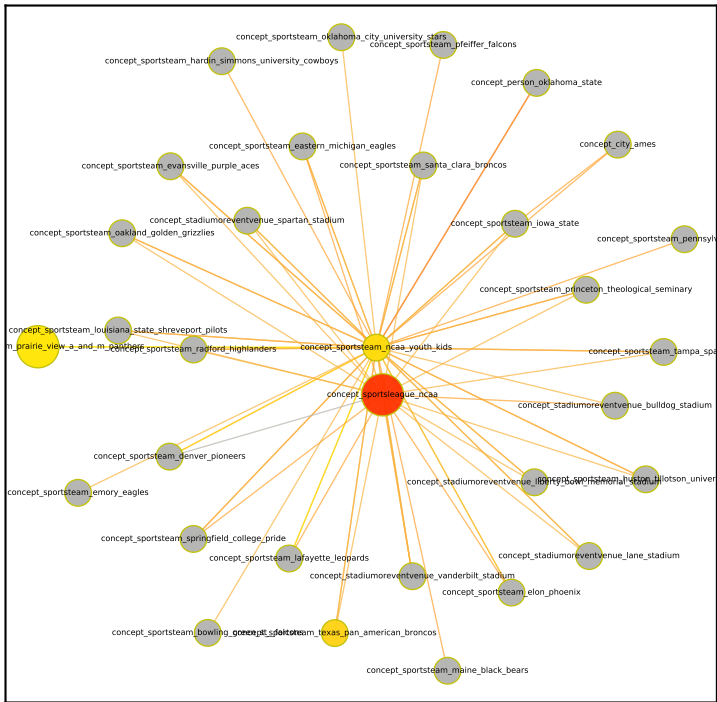 concept_sportsteam_oklahoma_city_university_stars
concept_sportsteam_pfeiffer_falcons
concept_sportsteam_hardin_simmons_university_cowboys
concept_person_oklahoma_state
concept_city_ames
concept_sportsteam_eastern_michigan_eagles
concept_sportsteam_evansville_purple_aces
concept_sportsteam_santa_clara_broncos
concept_stadiumoreventvenue_spartan_stadium
concept_sportsteam_iowa_state
concept_sportsteam_oakland_golden_grizzlies
concept_sportsteam_pennsylv
concept_sportsteam_princeton_theological_seminary
concept_sportsteam_louisiana_state_shreveport_pilots
m_prairie_view_a_and_m_panthers
concept_sportsteam_radford_highlanders
concept_sportsteam_ncaa_youth_kids
concept_sportsteam_tampa_spa
concept_sportsleague_ncaa
concept_stadiumoreventvenue_bulldog_stadium
concept_sportsteam_denver_pioneers
concept_stadiumoreventvenue_liberty_bowl_memorial_stadium
concept_sportsteam_huston_tillotson_univer
concept_sportsteam_emory_eagles
concept_sportsteam_springfield_college_pride
concept_sportsteam_lafayette_leopards
concept_stadiumoreventvenue_lane_stadium
concept_stadiumoreventvenue_vanderbilt_stadium
concept_sportsteam_elon_phoenix
concept_sportsteam_bowling_green_st__falcons
concept_sportsteam_texas_pan_american_broncos
concept_sportsteam_maine_black_bears